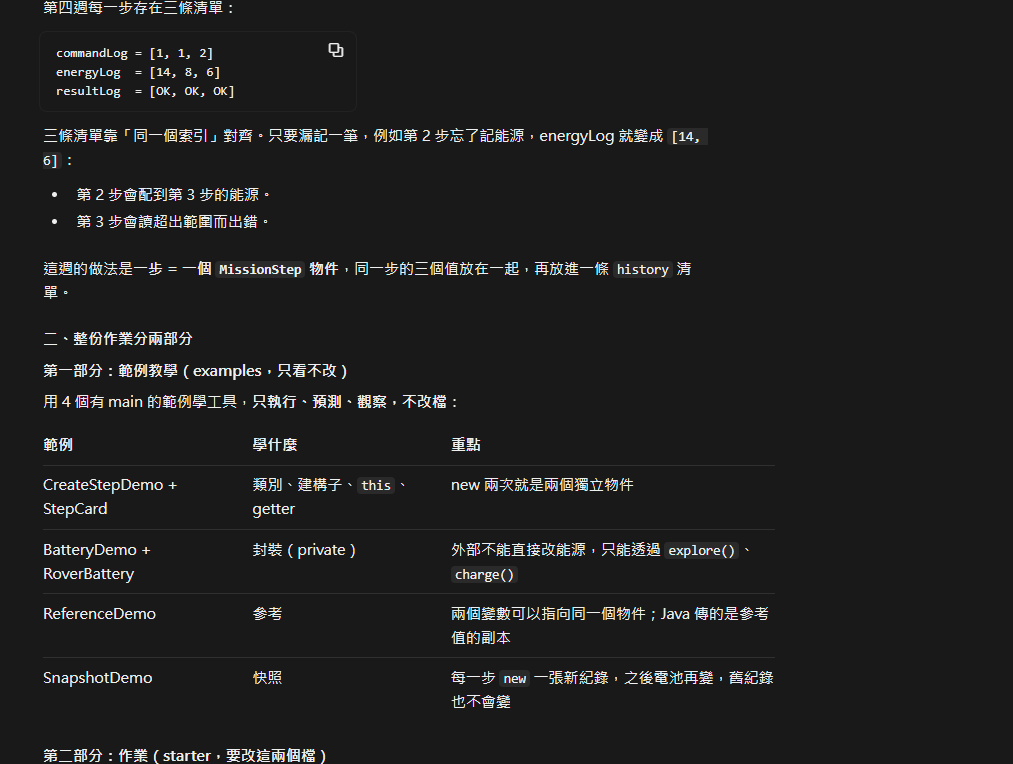 第四週每一步存在三條清單：
commandLog = [1, 1, 2]
energyLog  = [14, 8, 6]
resultLog  = [OK, OK, OK]
三條清單靠「同一個索引」對齊。只要漏記一筆，例如第 2 步忘了記能源，energyLog 就變成 [14,
6]：
• 第 2 步會配到第 3 步的能源。
• 第 3 步會讀超出範圍而出錯。
這週的做法是一步 = 一個 MissionStep 物件，同一步的三個值放在一起，再放進一條 history 清
單。
二、整份作業分兩部分
第一部分：範例教學（examples，只看不改）
用 4 個有 main 的範例學工具，只執行、預測、觀察，不改檔：
範例 學什麼 重點
CreateStepDemo + 類別、建構子、this、 new 兩次就是兩個獨立物件
StepCard getter
BatteryDemo + 封裝（private） 外部不能直接改能源，只能透過 explore()、
RoverBattery charge()
ReferenceDemo 參考 兩個變數可以指向同一個物件；Java 傳的是參考
值的副本
SnapshotDemo 快照 每一步 new 一張新紀錄，之後電池再變，舊紀錄
也不會變
第二部分：作業（starter，要改這兩個檔）